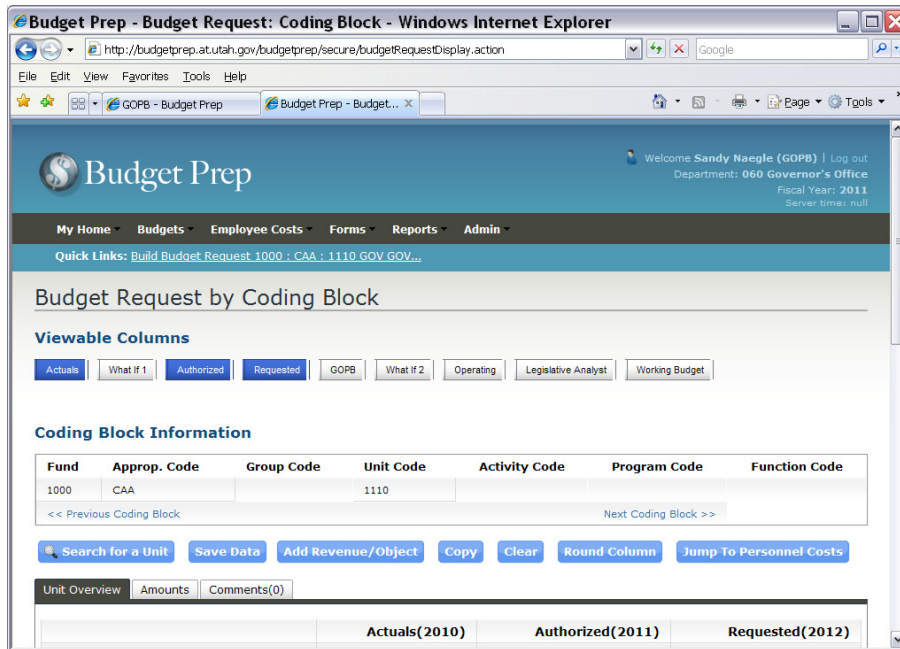 Budget Prep - Budget Request: Coding Block - Windows Internet Explorer
http://budgetprep.at.utah.gov/budgetprep/secure/budgetRequestDisplay.action
Google
File Edit View Favorites Tools Help
GOPB - Budget Prep
Budget Prep - Budget... X
Page
Tools
Budget Prep
Welcome Sandy Naegle (GOPB) | Log out
Department: 060 Governor's Office
Fiscal Year: 2011
Server time: null
My Home Budgets Employee Costs Forms Reports Admin
Quick Links: Build Budget Request 1000 : CAA : 1110 GOV GOV...
Budget Request by Coding Block
Viewable Columns
Actuals What If 1 Authorized Requested GOPB What If 2 Operating Legislative Analyst Working Budget
Coding Block Information
Fund Approp. Code Group Code Unit Code Activity Code Program Code Function Code
1000 CAA 1110
<< Previous Coding Block Next Coding Block >>
Search for a Unit Save Data Add Revenue/Object Copy Clear Round Column Jump To Personnel Costs
Unit Overview Amounts Comments(0)
Actuals(2010) Authorized(2011) Requested(2012)